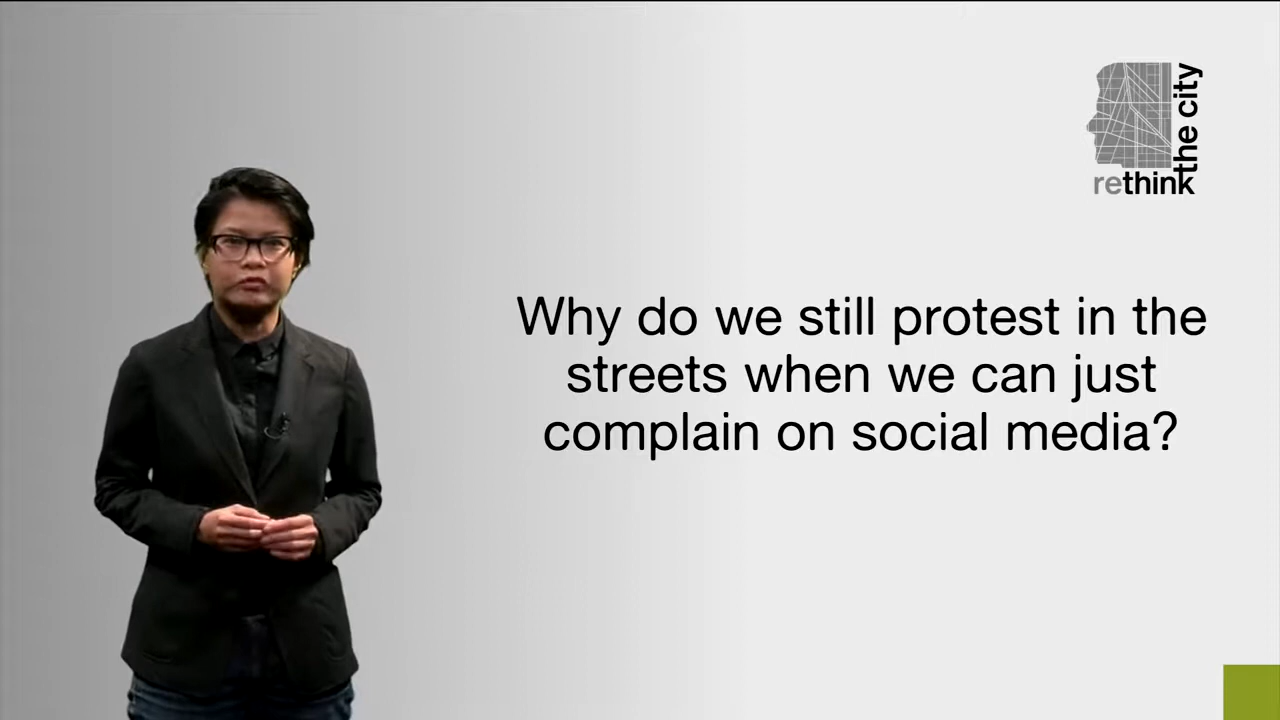 rethink
the city
Why do we still protest in the
streets when we can just
complain on social media?